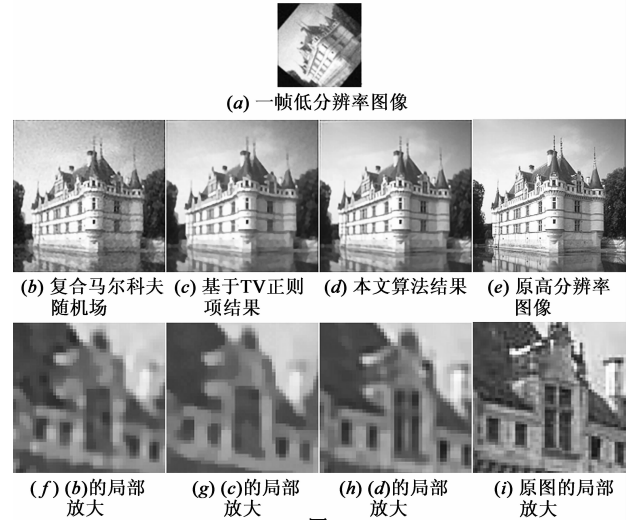 (a) 一帧低分辨率图像
(b) 复合马尔科夫
随机场
(c) 基于TV正则
项结果
(d) 本文算法结果
(e) 原高分辨率
图像
(f) (b)的局部
放大
(g) (c)的局部
放大
(h) (d)的局部
放大
(i) 原图的局部
放大